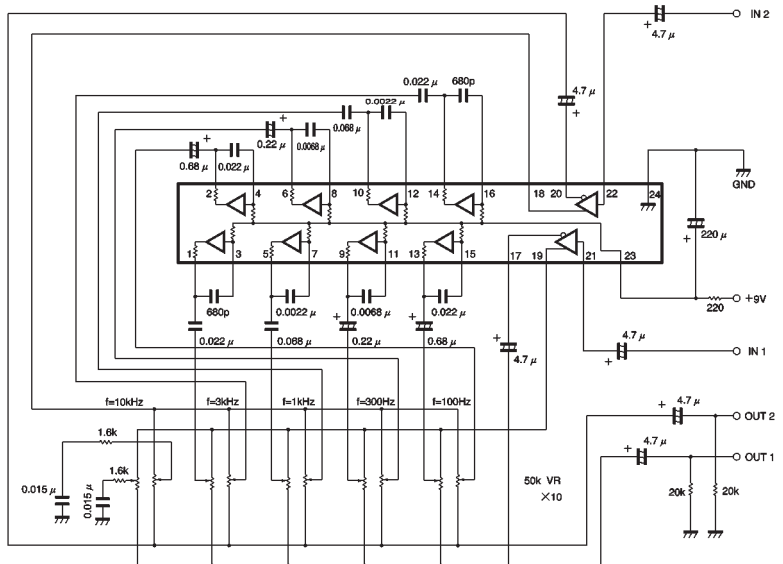 IN 2
4.7 μ
0.022 μ 680p
4.7 μ
0.0022 μ
0.068 μ
0.22 μ 0.0068 μ
0.68 μ 0.022 μ
2 4 6 8 10 12 14 16 18 20 22 24
GND
220 μ
1 3 5 7 9 11 13 15 17 19 21 23
680p 0.0022 μ 0.0068 μ 0.022 μ
220
+9V
0.022 μ 0.068 μ 0.22 μ 0.68 μ
4.7 μ
4.7 μ
IN 1
f=10kHz f=3kHz f=1kHz f=300Hz f=100Hz
4.7 μ
OUT 2
1.6k
4.7 μ
OUT 1
1.6k
0.015 μ
0.015 μ
50k VR
×10
20k
20k